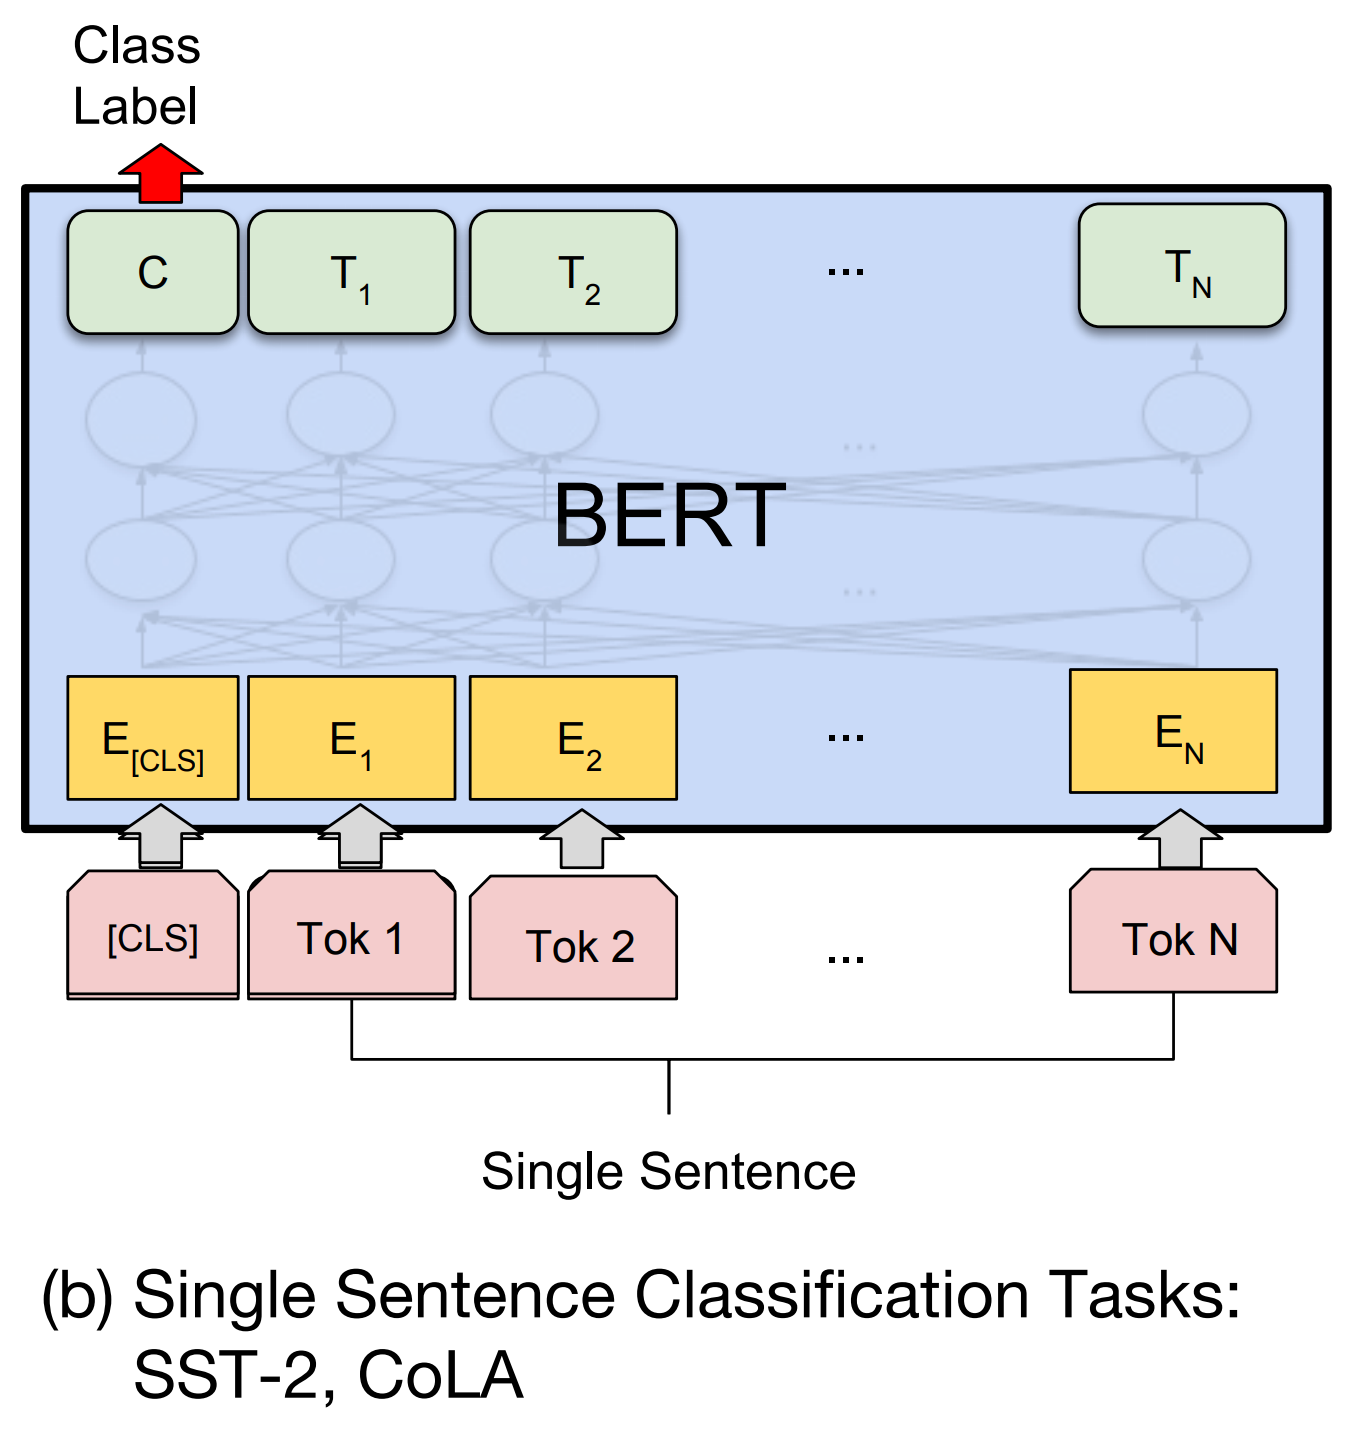 Class
Label
C T1 T2 ... TN
...
BERT
...
E[CLS] E1 E2 ... EN
[CLS] Tok 1 Tok 2 ... Tok N
Single Sentence
(b) Single Sentence Classification Tasks:
SST-2, CoLA